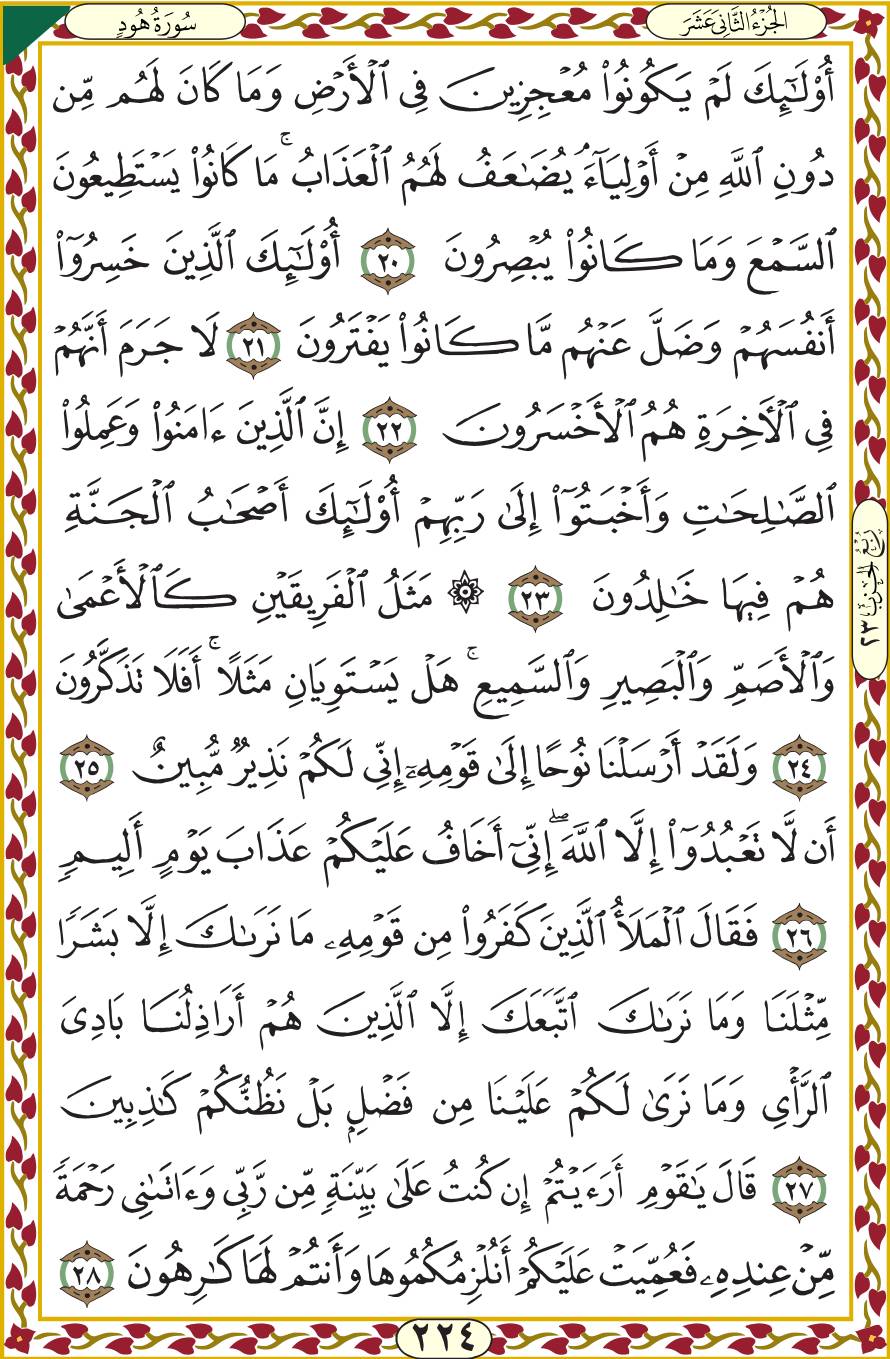 الجُزْءُ الثَّانِي عَشَرَ
سُورَةُ هُودٍ
أُوْلَٰٓئِكَ لَمْ يَكُونُواْ مُعْجِزِينَ فِي ٱلْأَرْضِ وَمَا كَانَ لَهُم مِّن
دُونِ ٱللَّهِ مِنْ أَوْلِيَآءَۘ يُضَٰعَفُ لَهُمُ ٱلْعَذَابُۚ مَا كَانُواْ يَسْتَطِيعُونَ
ٱلسَّمْعَ وَمَا كَانُواْ يُبْصِرُونَ ٢٠ أُوْلَٰٓئِكَ ٱلَّذِينَ خَسِرُوٓاْ
أَنفُسَهُمْ وَضَلَّ عَنْهُم مَّا كَانُواْ يَفْتَرُونَ ٢١ لَا جَرَمَ أَنَّهُمْ
فِي ٱلْأٓخِرَةِ هُمُ ٱلْأَخْسَرُونَ ٢٢ إِنَّ ٱلَّذِينَ ءَامَنُواْ وَعَمِلُواْ
ٱلصَّٰلِحَٰتِ وَأَخْبَتُوٓاْ إِلَىٰ رَبِّهِمْ أُوْلَٰٓئِكَ أَصْحَٰبُ ٱلْجَنَّةِ
هُمْ فِيهَا خَٰلِدُونَ ٢٣ ۞ مَثَلُ ٱلْفَرِيقَيْنِ كَٱلْأَعْمَىٰ
وَٱلْأَصَمِّ وَٱلْبَصِيرِ وَٱلسَّمِيعِۚ هَلْ يَسْتَوِيَانِ مَثَلًاۚ أَفَلَا تَذَكَّرُونَ
٢٤ وَلَقَدْ أَرْسَلْنَا نُوحًا إِلَىٰ قَوْمِهِۦٓ إِنِّي لَكُمْ نَذِيرٌ مُّبِينٌ ٢٥
أَن لَّا تَعْبُدُوٓاْ إِلَّا ٱللَّهَۖ إِنِّيٓ أَخَافُ عَلَيْكُمْ عَذَابَ يَوْمٍ أَلِيمٍ
٢٦ فَقَالَ ٱلْمَلَأُ ٱلَّذِينَ كَفَرُواْ مِن قَوْمِهِۦ مَا نَرَىٰكَ إِلَّا بَشَرًا
مِّثْلَنَا وَمَا نَرَىٰكَ ٱتَّبَعَكَ إِلَّا ٱلَّذِينَ هُمْ أَرَاذِلُنَا بَادِيَ
ٱلرَّأْيِ وَمَا نَرَىٰ لَكُمْ عَلَيْنَا مِن فَضْلٍۭ بَلْ نَظُنُّكُمْ كَٰذِبِينَ
٢٧ قَالَ يَٰقَوْمِ أَرَءَيْتُمْ إِن كُنتُ عَلَىٰ بَيِّنَةٍ مِّن رَّبِّي وَءَاتَىٰنِي رَحْمَةً
مِّنْ عِندِهِۦ فَعُمِّيَتْ عَلَيْكُمْ أَنُلْزِمُكُمُوهَا وَأَنتُمْ لَهَا كَٰرِهُونَ ٢٨
رُبْعُ الحِزْبِ ٢٣
٢٢٤